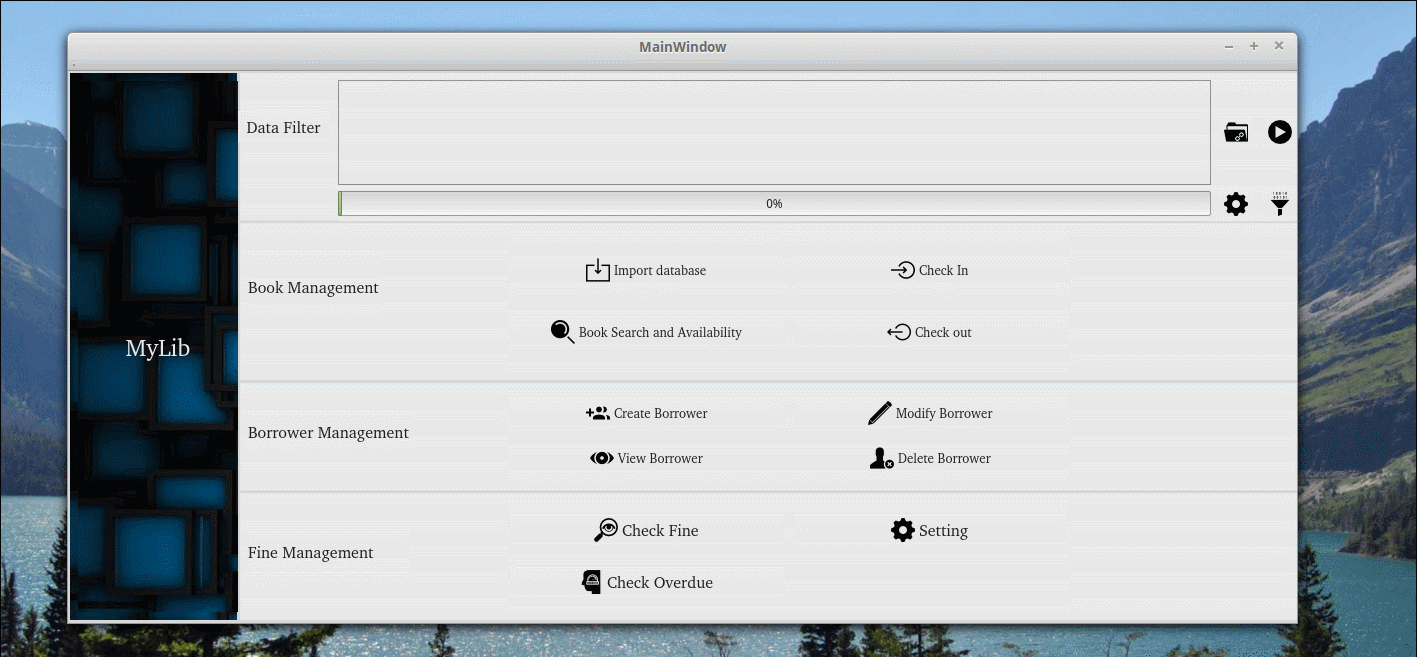 MainWindow
Data Filter
0%
MyLib
Book Management
Import database
Check In
Book Search and Availability
Check out
Borrower Management
Create Borrower
Modify Borrower
View Borrower
Delete Borrower
Fine Management
Check Fine
Setting
Check Overdue